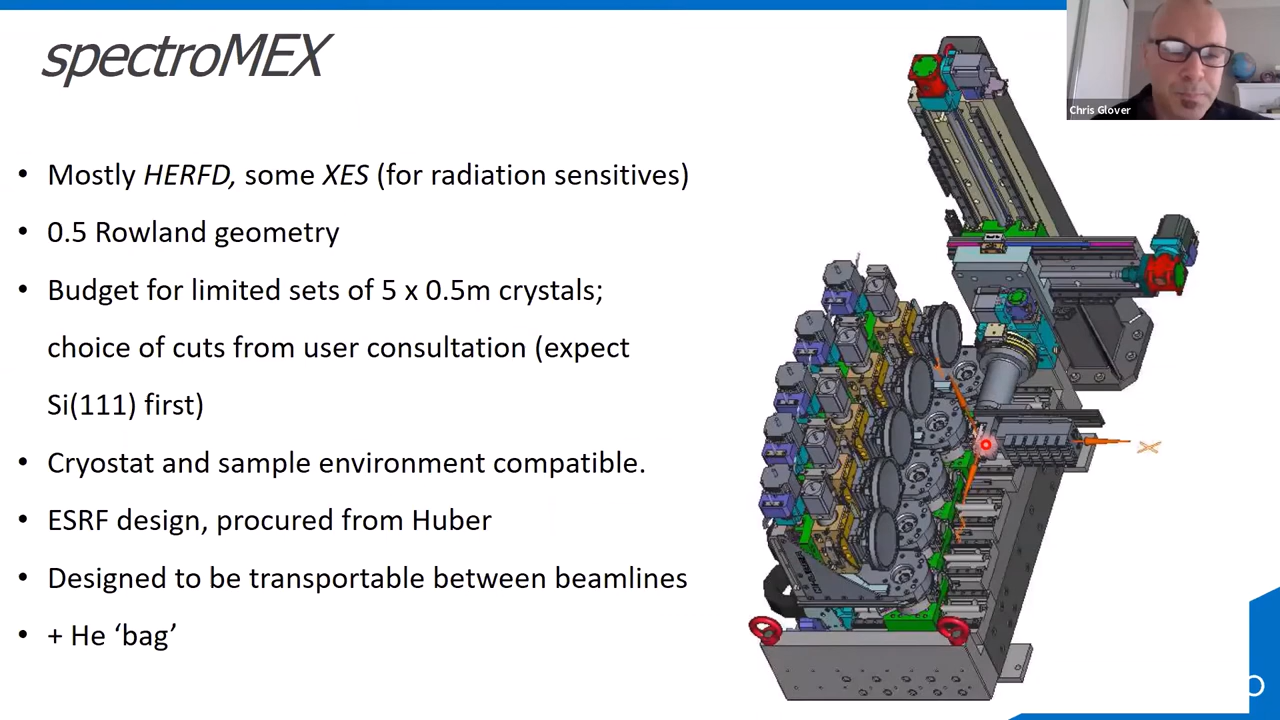 spectroMEX
Chris Glover
• Mostly HERFD, some XES (for radiation sensitives)
• 0.5 Rowland geometry
• Budget for limited sets of 5 x 0.5m crystals;
choice of cuts from user consultation (expect
Si(111) first)
• Cryostat and sample environment compatible.
• ESRF design, procured from Huber
• Designed to be transportable between beamlines
• + He ‘bag’